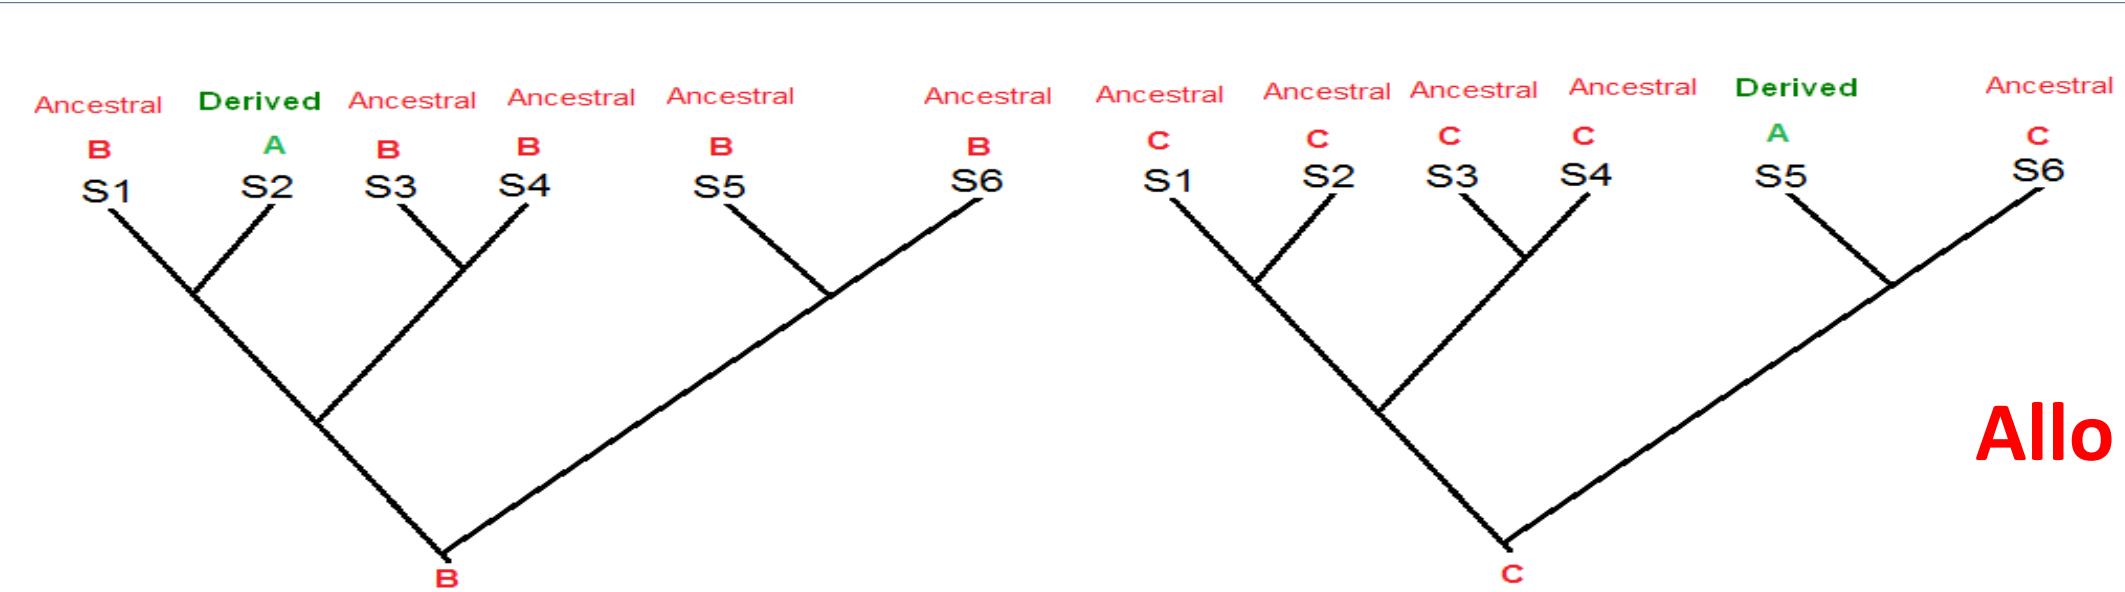 Ancestral Derived Ancestral Ancestral Ancestral Ancestral Ancestral Ancestral Ancestral Ancestral Derived Ancestral
B A B B B B C C C C A C
S1 S2 S3 S4 S5 S6 S1 S2 S3 S4 S5 S6
Allo
B C